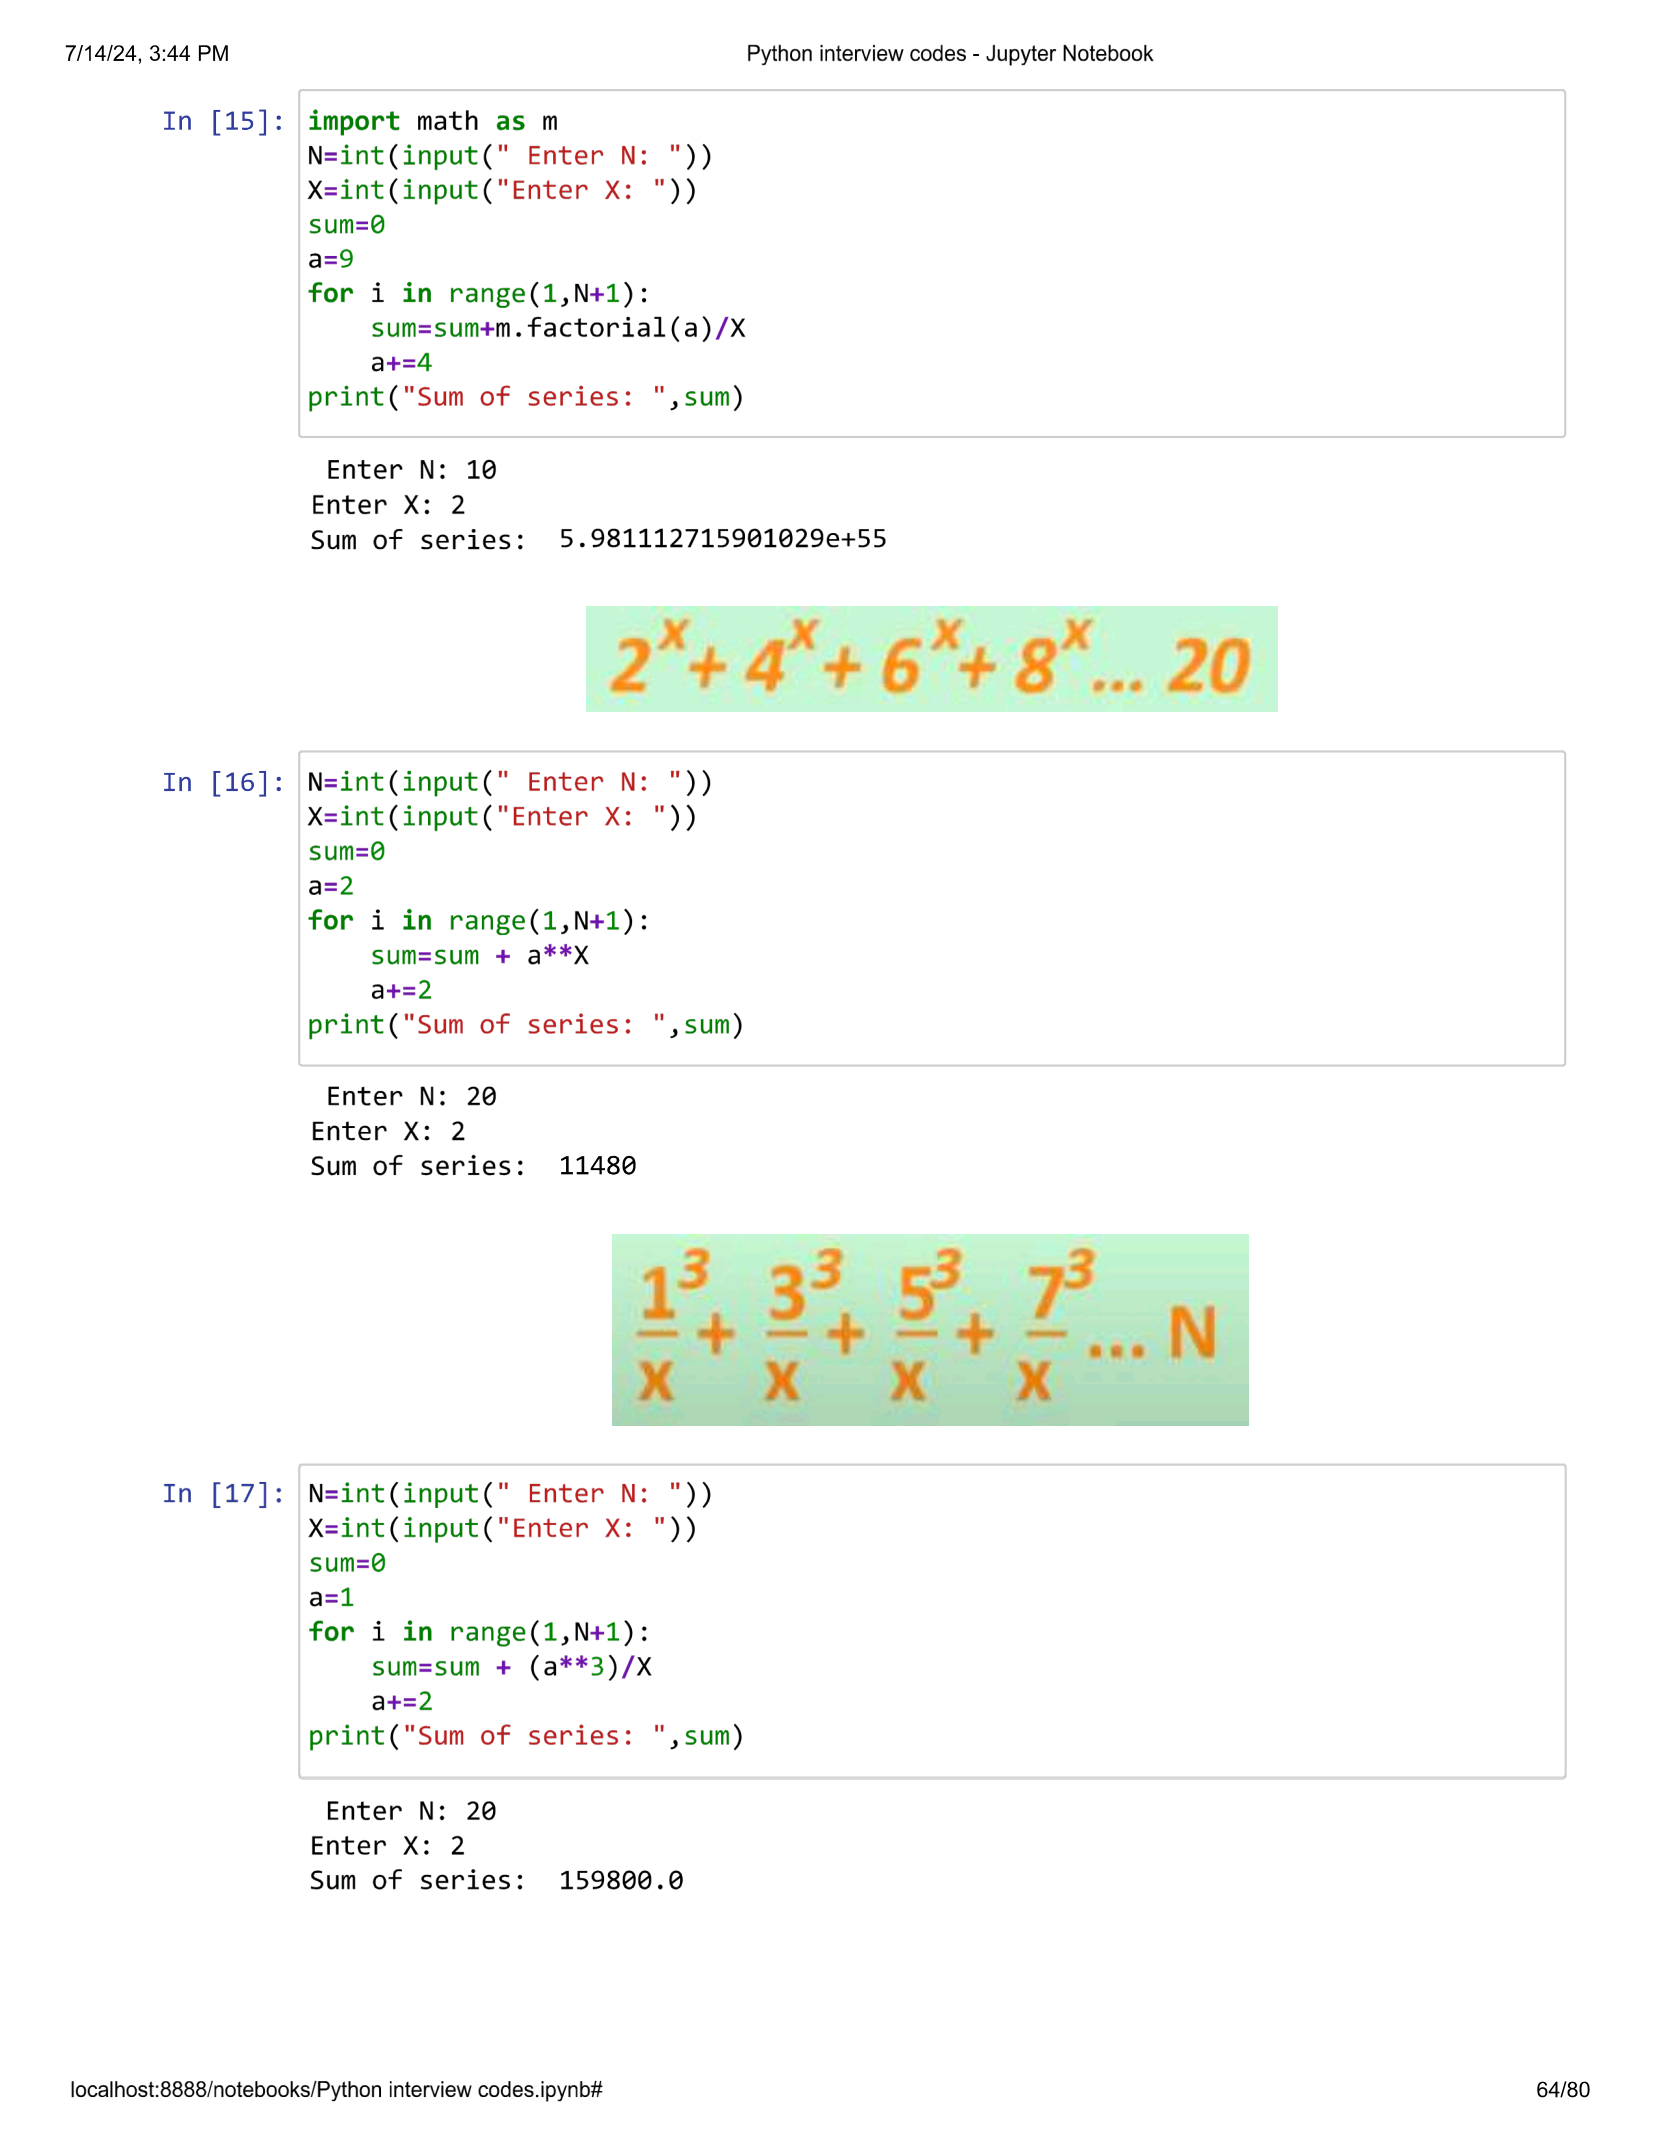 7/14/24, 3:44 PM Python interview codes - Jupyter Notebook
In [15]: import math as m
N=int(input(" Enter N: "))
X=int(input("Enter X: "))
sum=0
a=9
for i in range(1,N+1):
    sum=sum+m.factorial(a)/X
    a+=4
print("Sum of series: ",sum)
 Enter N: 10
Enter X: 2
Sum of series:  5.981112715901029e+55
2^x + 4^x + 6^x + 8^x ... 20
In [16]: N=int(input(" Enter N: "))
X=int(input("Enter X: "))
sum=0
a=2
for i in range(1,N+1):
    sum=sum + a**X
    a+=2
print("Sum of series: ",sum)
 Enter N: 20
Enter X: 2
Sum of series:  11480
1^3/x + 3^3/x + 5^3/x + 7^3/x ... N
In [17]: N=int(input(" Enter N: "))
X=int(input("Enter X: "))
sum=0
a=1
for i in range(1,N+1):
    sum=sum + (a**3)/X
    a+=2
print("Sum of series: ",sum)
 Enter N: 20
Enter X: 2
Sum of series:  159800.0
localhost:8888/notebooks/Python interview codes.ipynb# 64/80